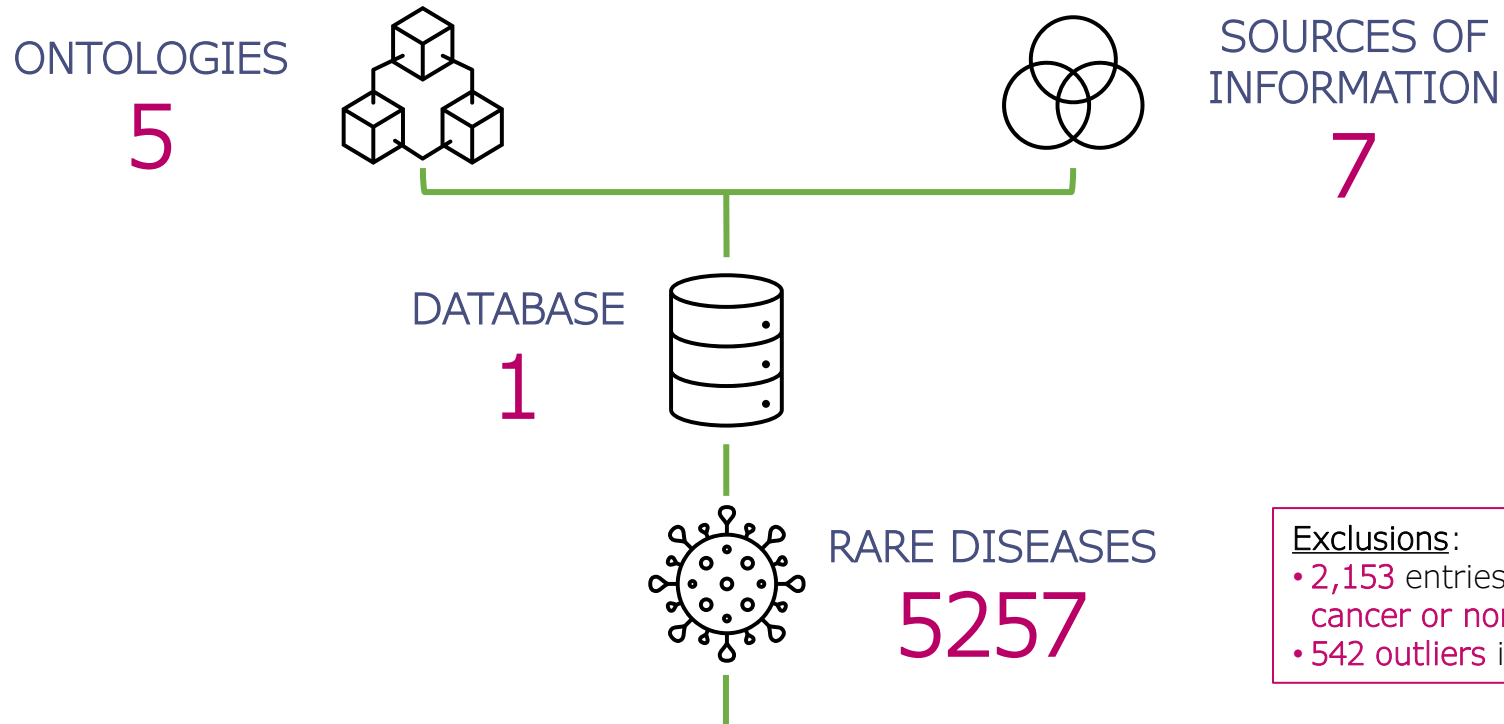 ONTOLOGIES
5
SOURCES OF
INFORMATION
7
DATABASE
1
RARE DISEASES
5257
Exclusions:
• 2,153 entries
cancer or
• 542 outliers